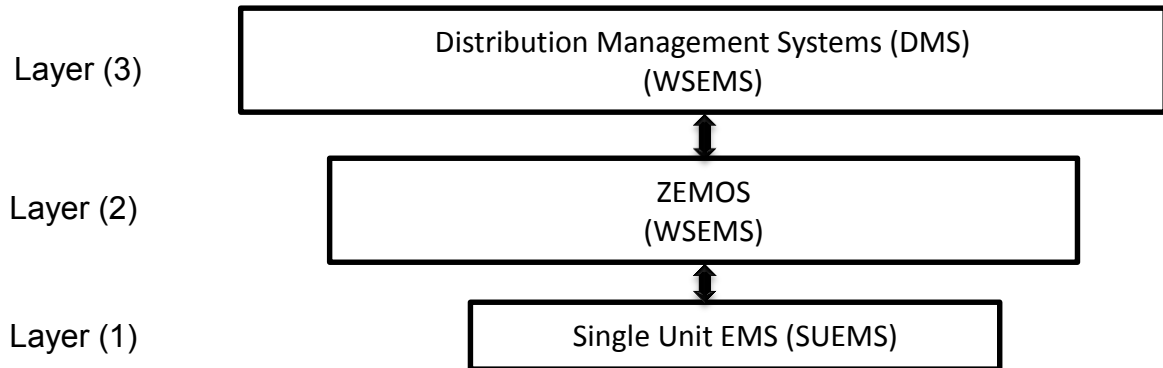 Layer (3)
Distribution Management Systems (DMS)
(WSEMS)
Layer (2)
ZEMOS
(WSEMS)
Layer (1)
Single Unit EMS (SUEMS)